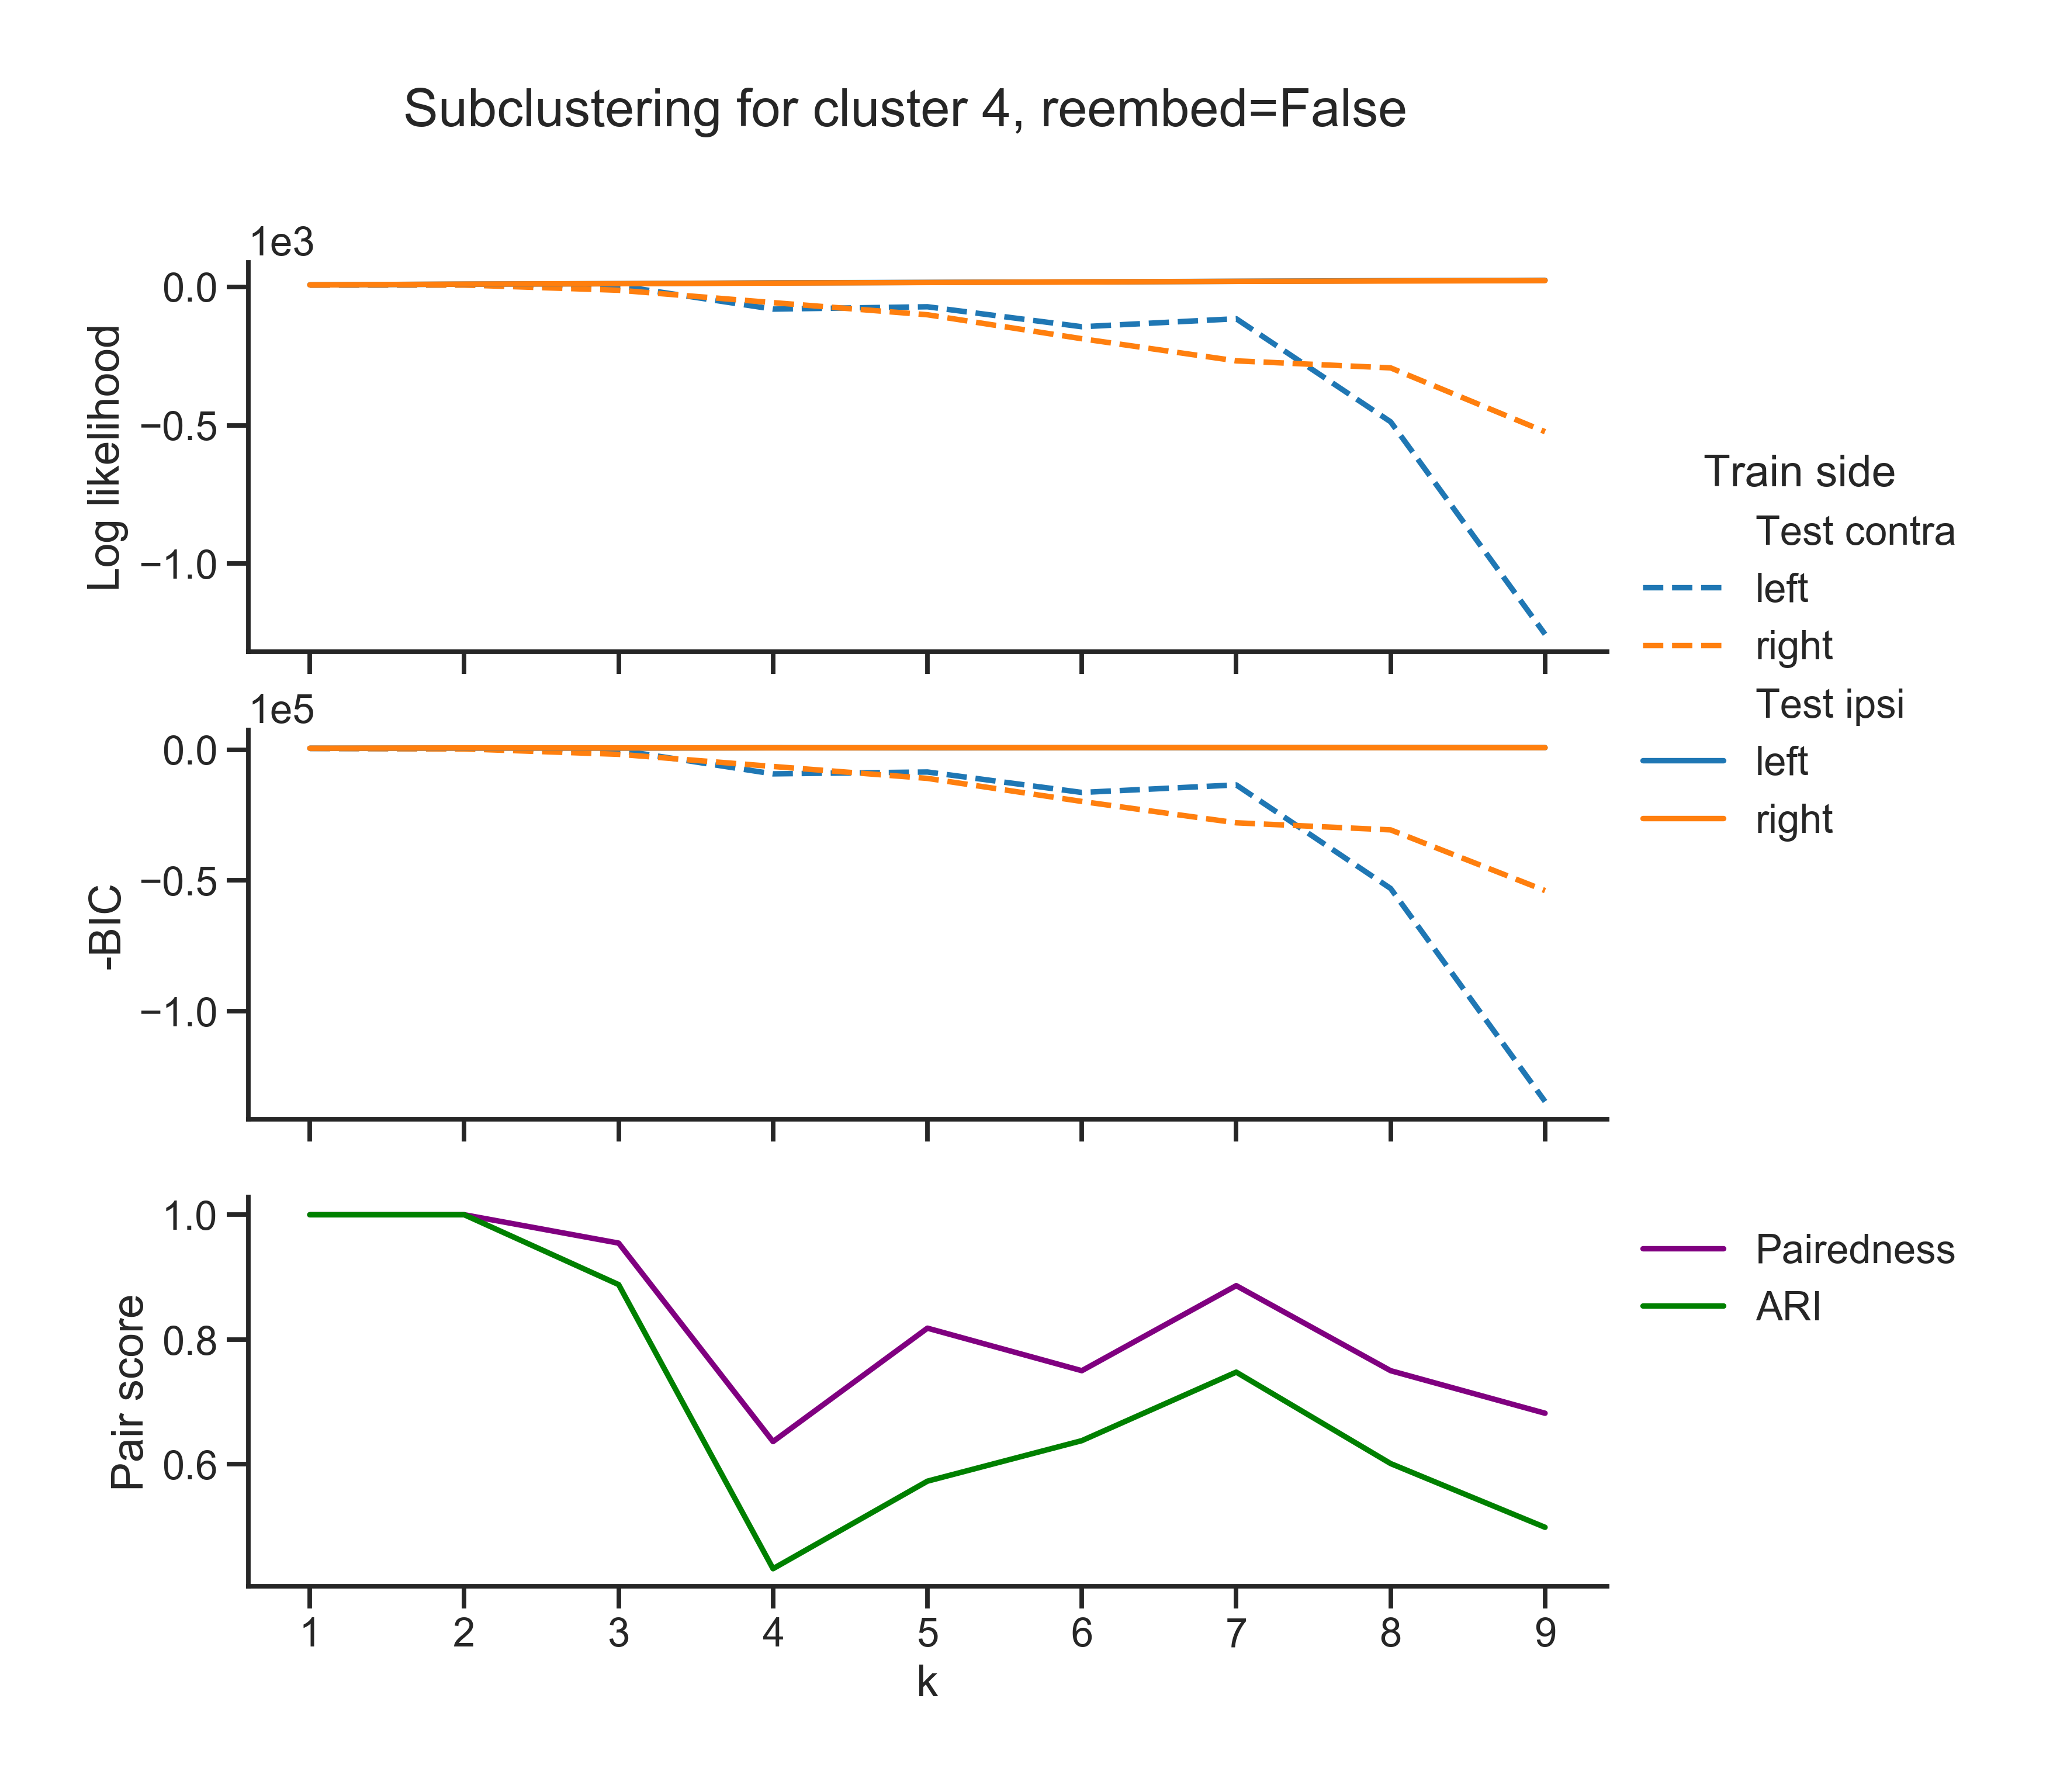 Subclustering for cluster 4, reembed=False
1e3
0.0
−0.5
−1.0
Log likelihood
1e5
0.0
−0.5
−1.0
-BIC
1.0
0.8
0.6
Pair score
1 2 3 4 5 6 7 8 9
k
Train side
Test contra
left
right
Test ipsi
left
right
Pairedness
ARI